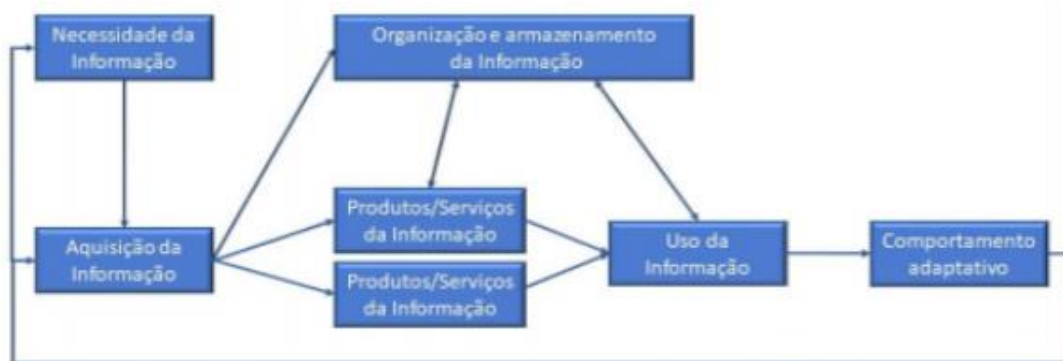 Necessidade da
Informação
Organização e armazenamento
da Informação
Produtos/Serviços
da Informação
Aquisição da
Informação
Uso da
Informação
Comportamento
adaptativo
Produtos/Serviços
da Informação